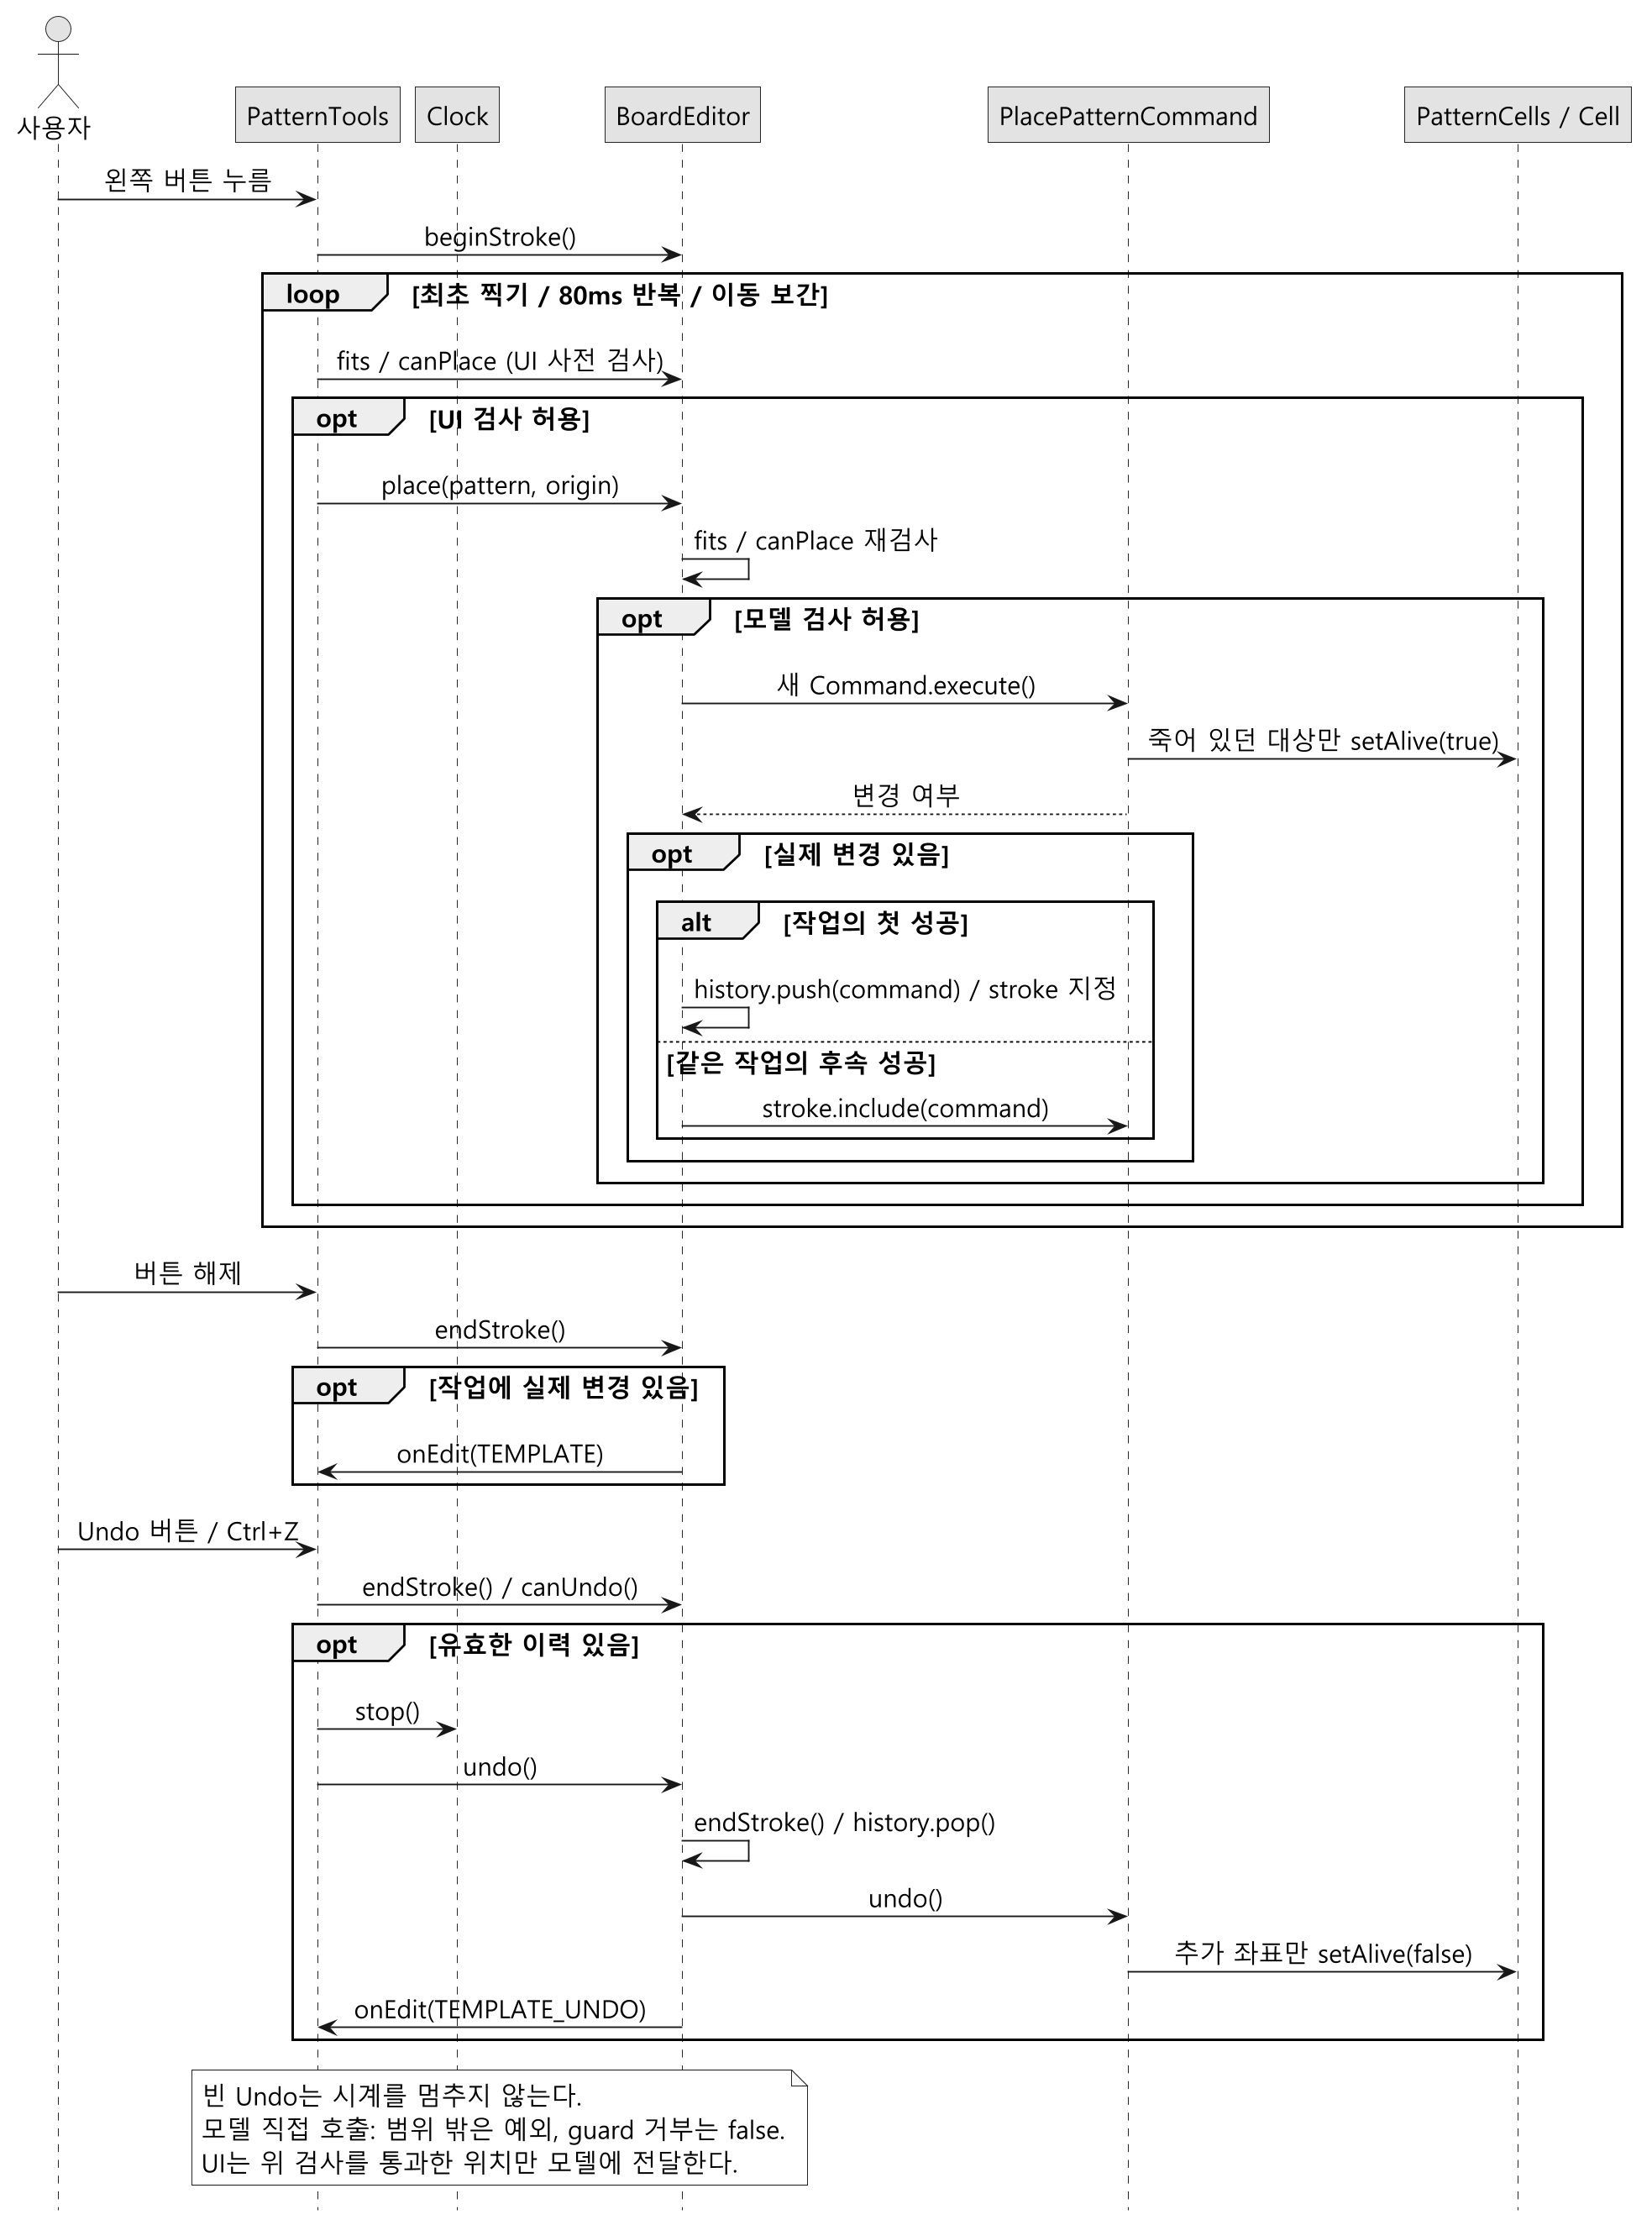 사용자
PatternTools
Clock
BoardEditor
PlacePatternCommand
PatternCells / Cell
왼쪽 버튼 누름
beginStroke()
loop
[최초 찍기 / 80ms 반복 / 이동 보간]
fits / canPlace (UI 사전 검사)
opt
[UI 검사 허용]
place(pattern, origin)
fits / canPlace 재검사
opt
[모델 검사 허용]
새 Command.execute()
죽어 있던 대상만 setAlive(true)
변경 여부
opt
[실제 변경 있음]
alt
[작업의 첫 성공]
history.push(command) / stroke 지정
[같은 작업의 후속 성공]
stroke.include(command)
버튼 해제
endStroke()
opt
[작업에 실제 변경 있음]
onEdit(TEMPLATE)
Undo 버튼 / Ctrl+Z
endStroke() / canUndo()
opt
[유효한 이력 있음]
stop()
undo()
endStroke() / history.pop()
undo()
추가 좌표만 setAlive(false)
onEdit(TEMPLATE_UNDO)
빈 Undo는 시계를 멈추지 않는다.
모델 직접 호출: 범위 밖은 예외, guard 거부는 false.
UI는 위 검사를 통과한 위치만 모델에 전달한다.